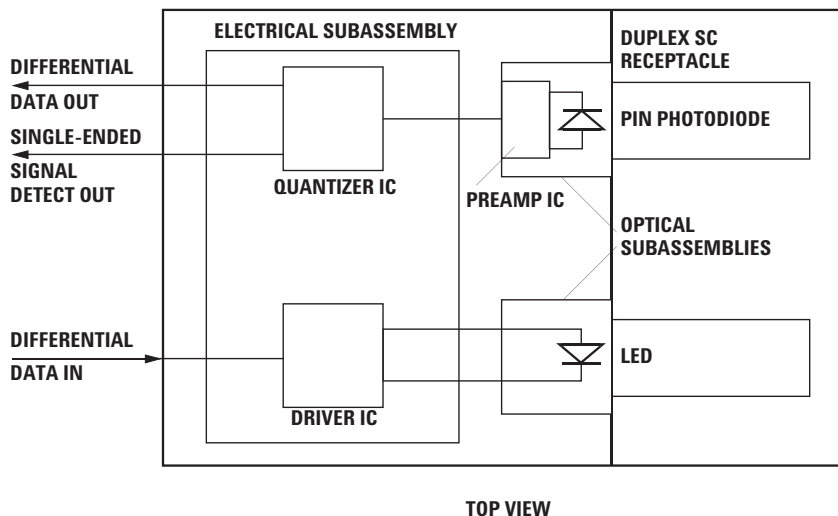 ELECTRICAL SUBASSEMBLY
DUPLEX SC
RECEPTACLE
DIFFERENTIAL
DATA OUT
SINGLE-ENDED
SIGNAL
DETECT OUT
QUANTIZER IC
PREAMP IC
PIN PHOTODIODE
OPTICAL
SUBASSEMBLIES
DIFFERENTIAL
DATA IN
DRIVER IC
LED
TOP VIEW